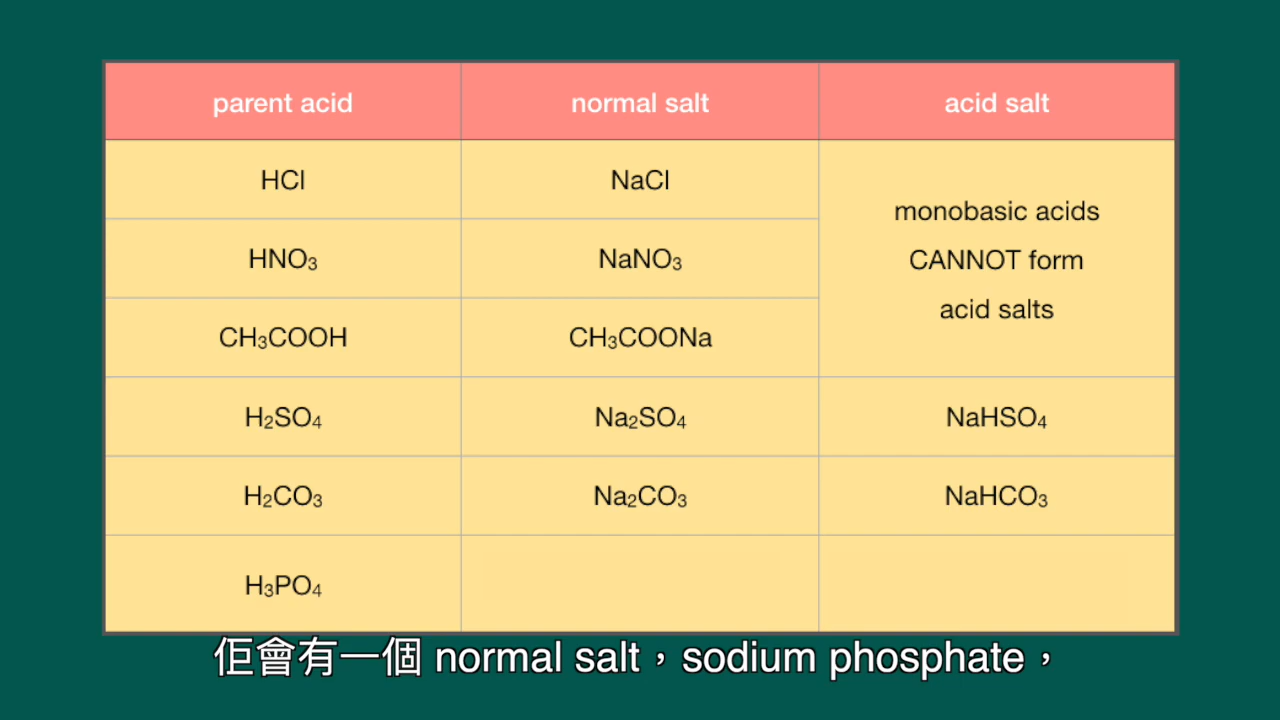 parent acid normal salt acid salt
HCl NaCl
HNO₃ NaNO₃
CH₃COOH CH₃COONa
monobasic acids
CANNOT form
acid salts
H₂SO₄ Na₂SO₄ NaHSO₄
H₂CO₃ Na₂CO₃ NaHCO₃
H₃PO₄
佢會有一個 normal salt，sodium phosphate，